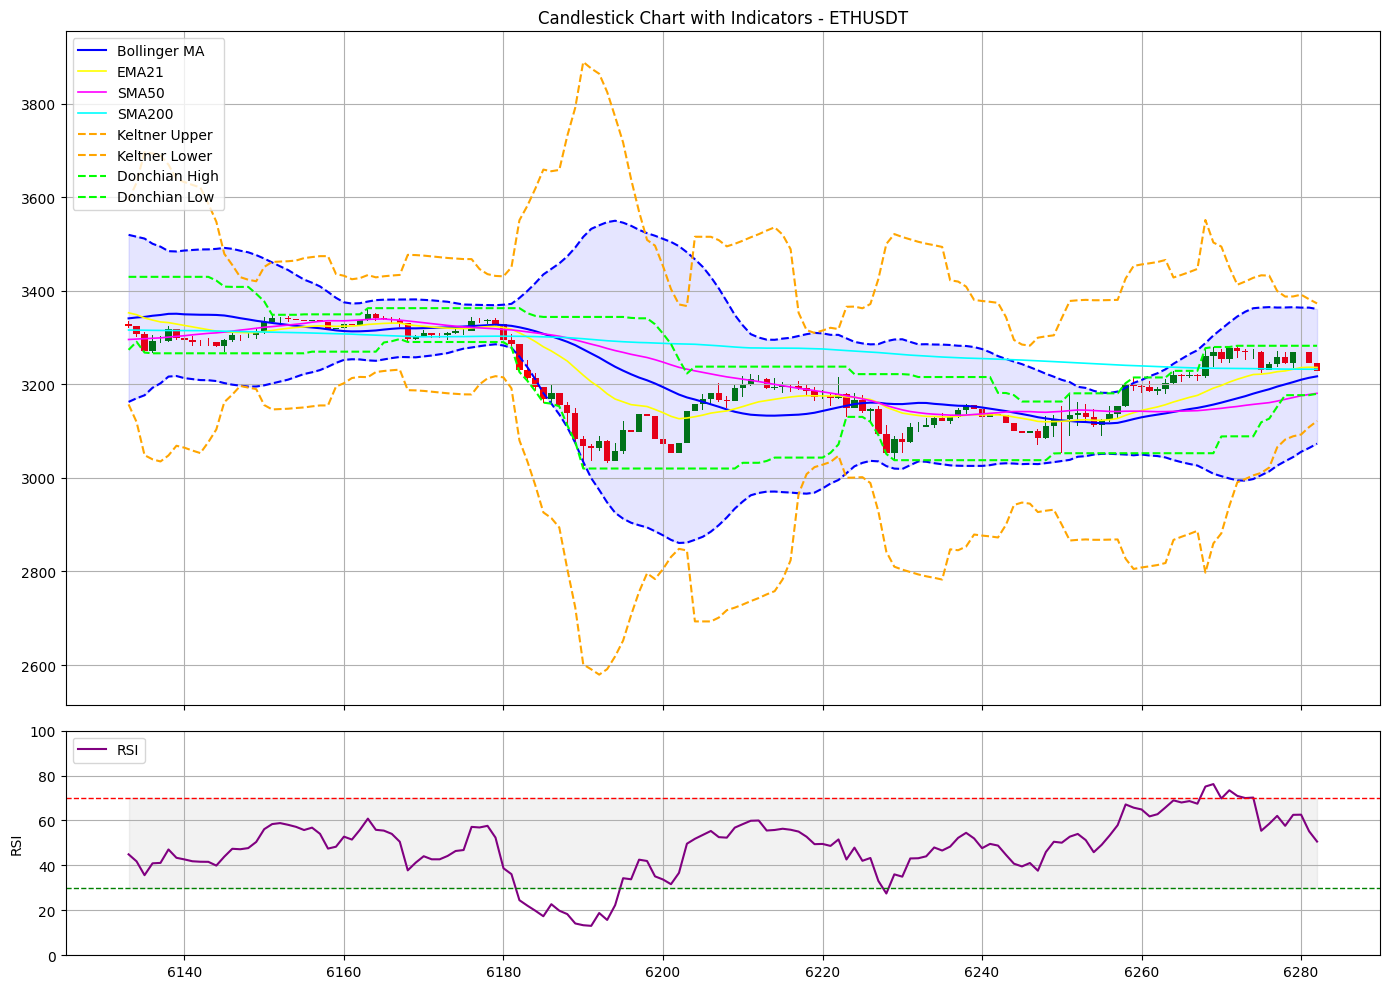 Candlestick Chart with Indicators - ETHUSDT
Bollinger MA
EMA21
SMA50
SMA200
Keltner Upper
Keltner Lower
Donchian High
Donchian Low
3800
3600
3400
3200
3000
2800
2600
RSI
100
80
60
40
20
0
RSI
6140
6160
6180
6200
6220
6240
6260
6280